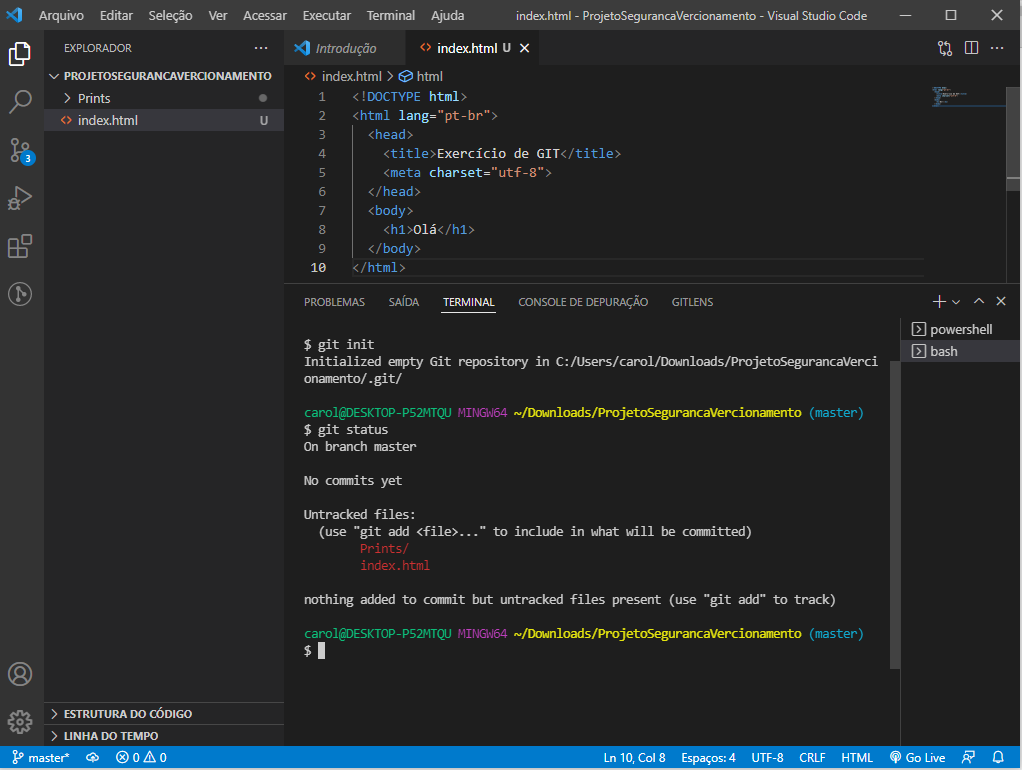 Arquivo Editar Seleção Ver Acessar Executar Terminal Ajuda index.html - ProjetoSegurancaVercionamento - Visual Studio Code
EXPLORADOR
PROJETOSEGURANCAVERCIONAMENTO
Prints
index.html U
3
ESTRUTURA DO CÓDIGO
LINHA DO TEMPO
Introdução index.html U
index.html > html
1 <!DOCTYPE html>
2 <html lang="pt-br">
3 <head>
4 <title>Exercício de GIT</title>
5 <meta charset="utf-8">
6 </head>
7 <body>
8 <h1>Olá</h1>
9 </body>
10 </html>
PROBLEMAS SAÍDA TERMINAL CONSOLE DE DEPURAÇÃO GITLENS
powershell
bash
$ git init
Initialized empty Git repository in C:/Users/carol/Downloads/ProjetoSegurancaVerci
onamento/.git/
carol@DESKTOP-P52MTQU MINGW64 ~/Downloads/ProjetoSegurancaVercionamento (master)
$ git status
On branch master
No commits yet
Untracked files:
(use "git add <file>..." to include in what will be committed)
Prints/
index.html
nothing added to commit but untracked files present (use "git add" to track)
carol@DESKTOP-P52MTQU MINGW64 ~/Downloads/ProjetoSegurancaVercionamento (master)
$
master* 0 0 Ln 10, Col 8 Espaços: 4 UTF-8 CRLF HTML Go Live